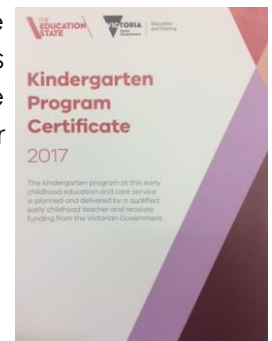 THE
EDUCATION
STATE
VICTORIA
State
Government
Education
and Training
Kindergarten
Program
Certificate
2017
The kindergarten program at this early
childhood education and care service
is planned and delivered by a qualified
early childhood teacher and receives
funding from the Victorian Government.